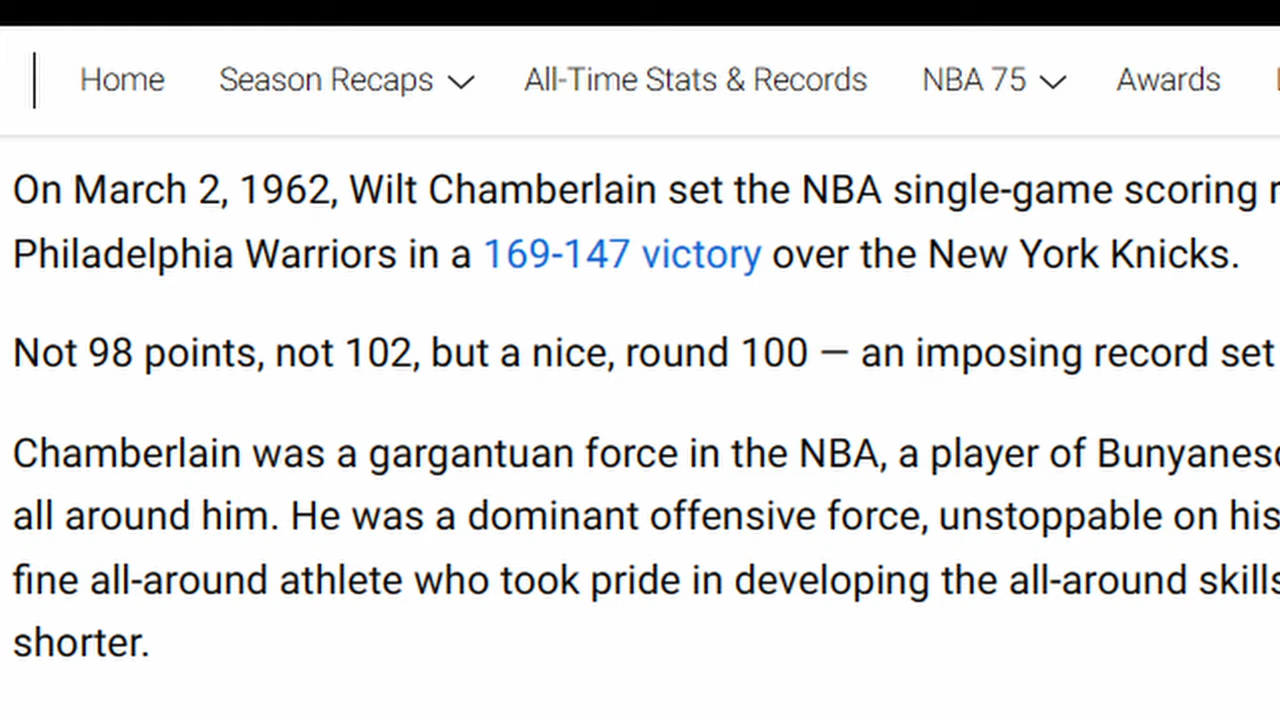 Home Season Recaps All-Time Stats & Records NBA 75 Awards
On March 2, 1962, Wilt Chamberlain set the NBA single-game scoring
Philadelphia Warriors in a 169-147 victory over the New York Knicks.
Not 98 points, not 102, but a nice, round 100 — an imposing record set
Chamberlain was a gargantuan force in the NBA, a player of
all around him. He was a dominant offensive force, unstoppable on his
fine all-around athlete who took pride in developing the all-around skills
shorter.